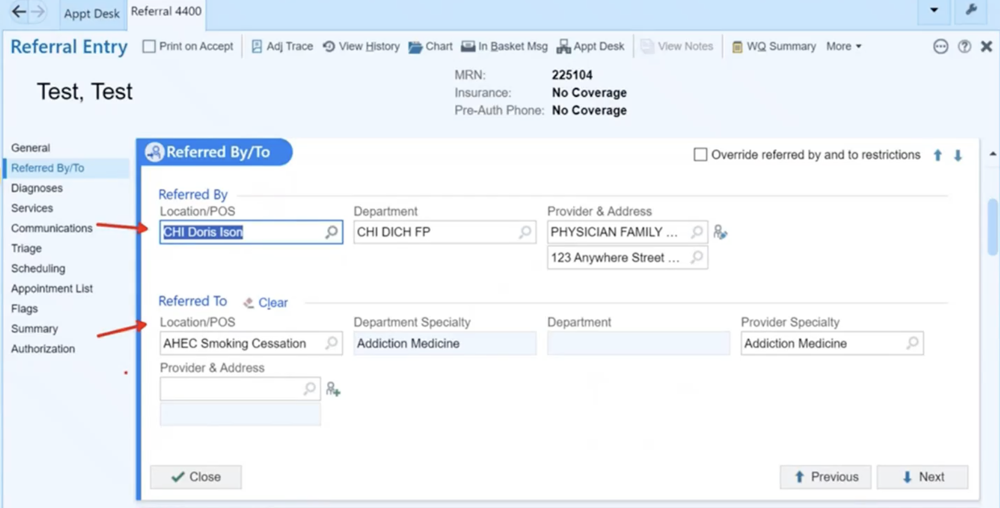 Appt Desk Referral 4400
Referral Entry Print on Accept Adj Trace View History Chart In Basket Msg Appt Desk View Notes WQ Summary More
Test, Test
MRN: 225104
Insurance: No Coverage
Pre-Auth Phone: No Coverage
General
Referred By/To
Diagnoses
Services
Communications
Triage
Scheduling
Appointment List
Flags
Summary
Authorization
Referred By/To Override referred by and to restrictions
Referred By
Location/POS Department Provider & Address
CHI Doris Ison CHI DICH FP PHYSICIAN FAMILY ...
123 Anywhere Street ...
Referred To Clear
Location/POS Department Specialty Department Provider Specialty
AHEC Smoking Cessation Addiction Medicine Addiction Medicine
Provider & Address
Close Previous Next